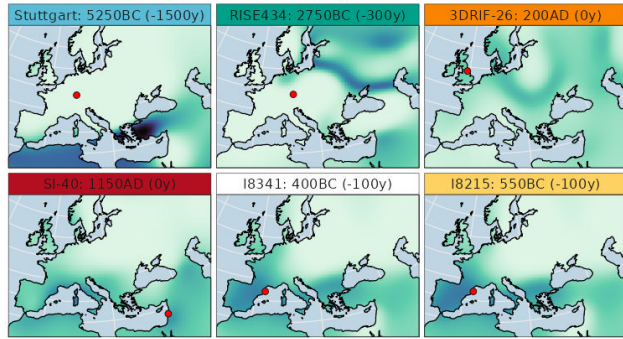 Stuttgart: 5250BC (-1500y)
RISE434: 2750BC (-300y)
3DRIF-26: 200AD (0y)
SI-40: 1150AD (0y)
I8341: 400BC (-100y)
I8215: 550BC (-100y)